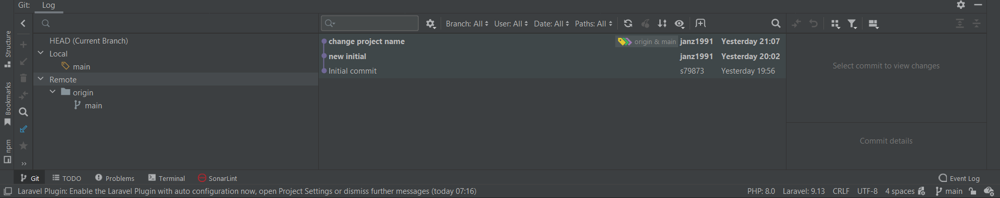 Git: Log
Branch: All User: All Date: All Paths: All
HEAD (Current Branch)
Local
main
Remote
origin
main
change project name origin & main janz1991 Yesterday 21:07
new initial janz1991 Yesterday 20:02
Initial commit s79873 Yesterday 19:56
Select commit to view changes
Commit details
Structure
Bookmarks
npm
Git TODO Problems Terminal SonarLint Event Log
Laravel Plugin: Enable the Laravel Plugin with auto configuration now, open Project Settings or dismiss further messages (today 07:16) PHP: 8.0 Laravel: 9.13 CRLF UTF-8 4 spaces main